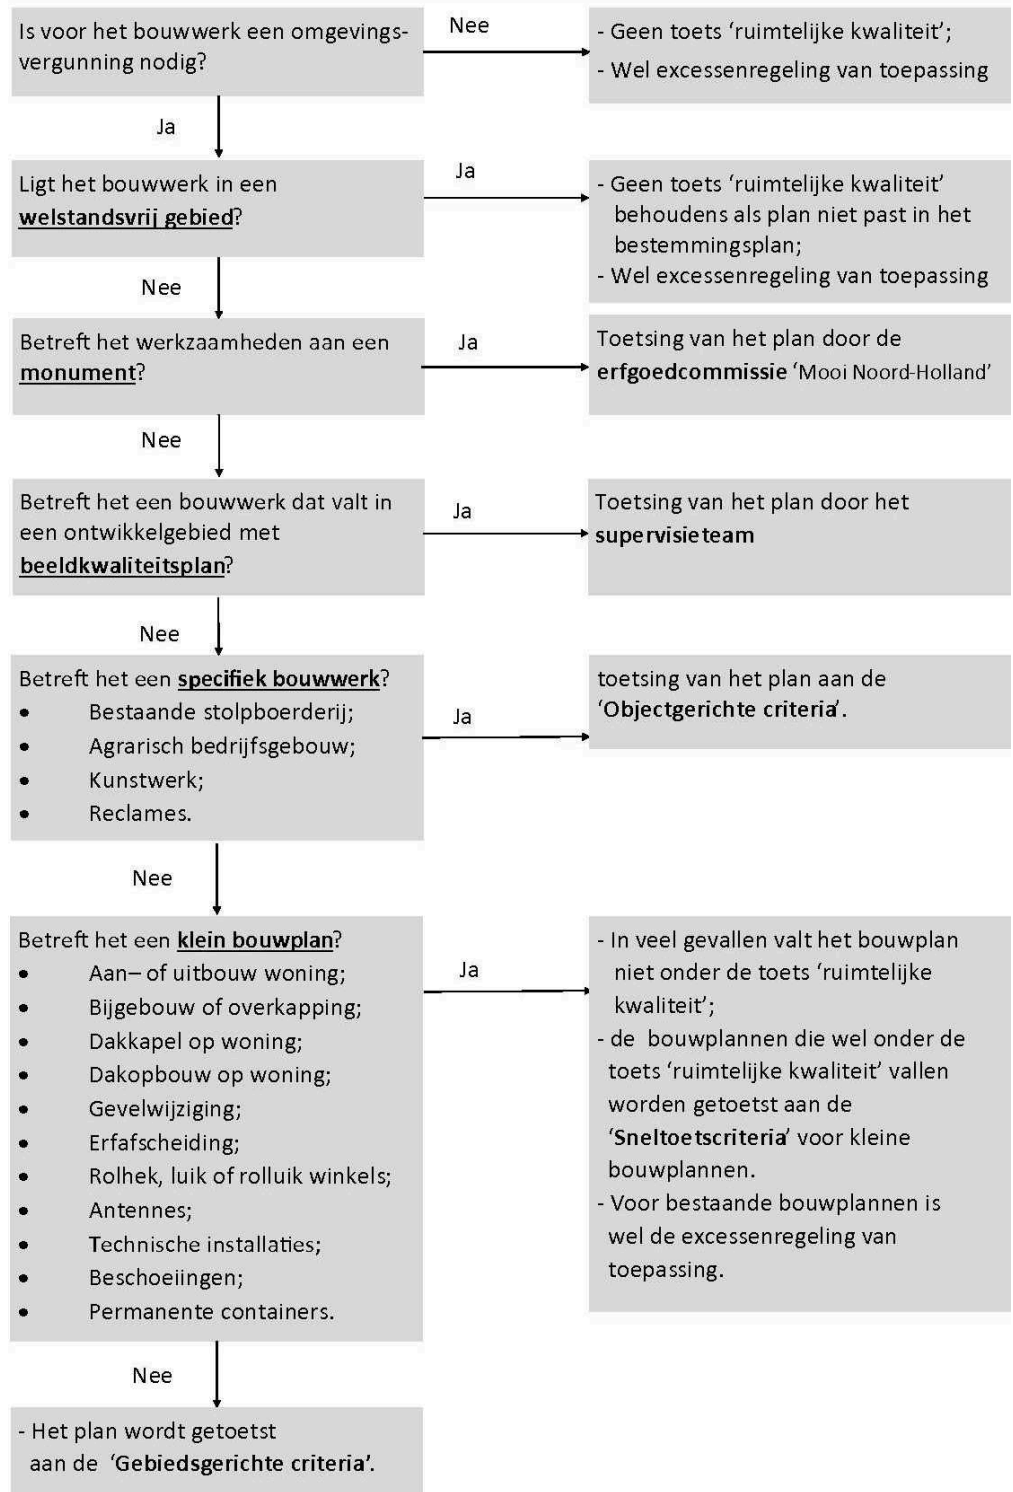 Is voor het bouwwerk een omgevings-
vergunning nodig?
Nee
- Geen toets ‘ruimtelijke kwaliteit’;
- Wel excessenregeling van toepassing
Ja
Ligt het bouwwerk in een
welstandsvrij gebied?
Ja
- Geen toets ‘ruimtelijke kwaliteit’
behoudens als plan niet past in het
bestemmingsplan;
- Wel excessenregeling van toepassing
Nee
Betreft het werkzaamheden aan een
monument?
Ja
Toetsing van het plan door de
erfgoedcommissie ‘Mooi Noord-Holland’
Nee
Betreft het een bouwwerk dat valt in
een ontwikkelgebied met
beeldkwaliteitsplan?
Ja
Toetsing van het plan door het
supervisieteam
Nee
Betreft het een specifiek bouwwerk?
• Bestaande stolpboerderij;
• Agrarisch bedrijfsgebouw;
• Kunstwerk;
• Reclames.
Ja
toetsing van het plan aan de
‘Objectgerichte criteria’.
Nee
Betreft het een klein bouwplan?
• Aan– of uitbouw woning;
• Bijgebouw of overkapping;
• Dakkapel op woning;
• Dakopbouw op woning;
• Gevelwijziging;
• Erfafscheiding;
• Rolhek, luik of rolluik winkels;
• Antennes;
• Technische installaties;
• Beschoeiingen;
• Permanente containers.
Ja
- In veel gevallen valt het bouwplan
niet onder de toets ‘ruimtelijke
kwaliteit’;
- de bouwplannen die wel onder de
toets ‘ruimtelijke kwaliteit’ vallen
worden getoetst aan de
‘Sneltoetscriteria’ voor kleine
bouwplannen.
- Voor bestaande bouwplannen is
wel de excessenregeling van
toepassing.
Nee
- Het plan wordt getoetst
aan de ‘Gebiedsgerichte criteria’.